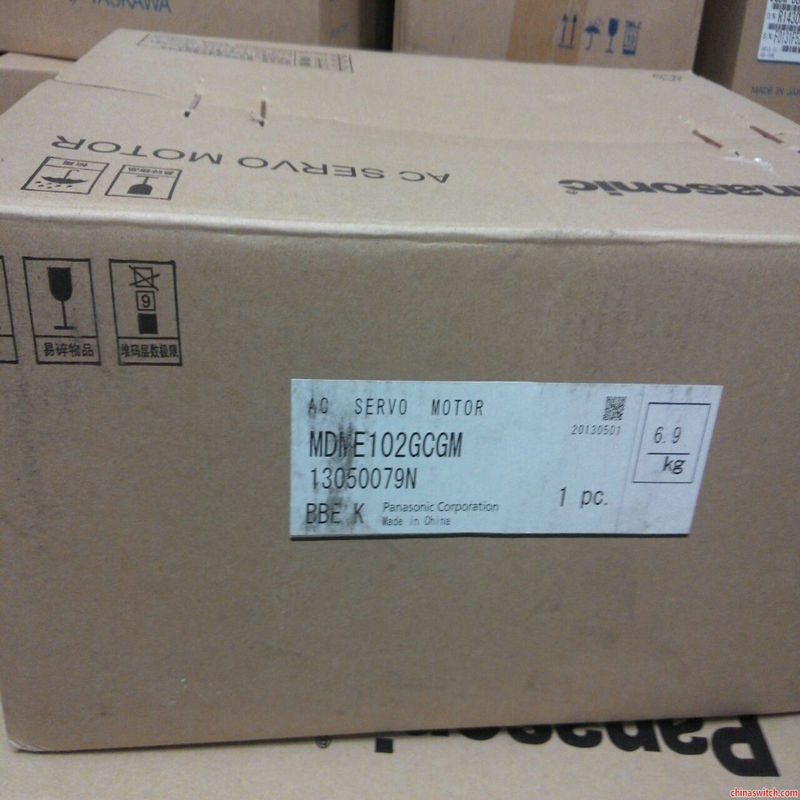 YASKAWA
MADE IN JAPAN
AC SERVO MOTOR
Panasonic
易碎物品
9
堆码层数极限
AC SERVO MOTOR
20130501
MDME102GCGM
13050079N
6.9
kg
1 pc.
BBE K
Panasonic Corporation
Made in China
Panasonic
chinaswitch.com